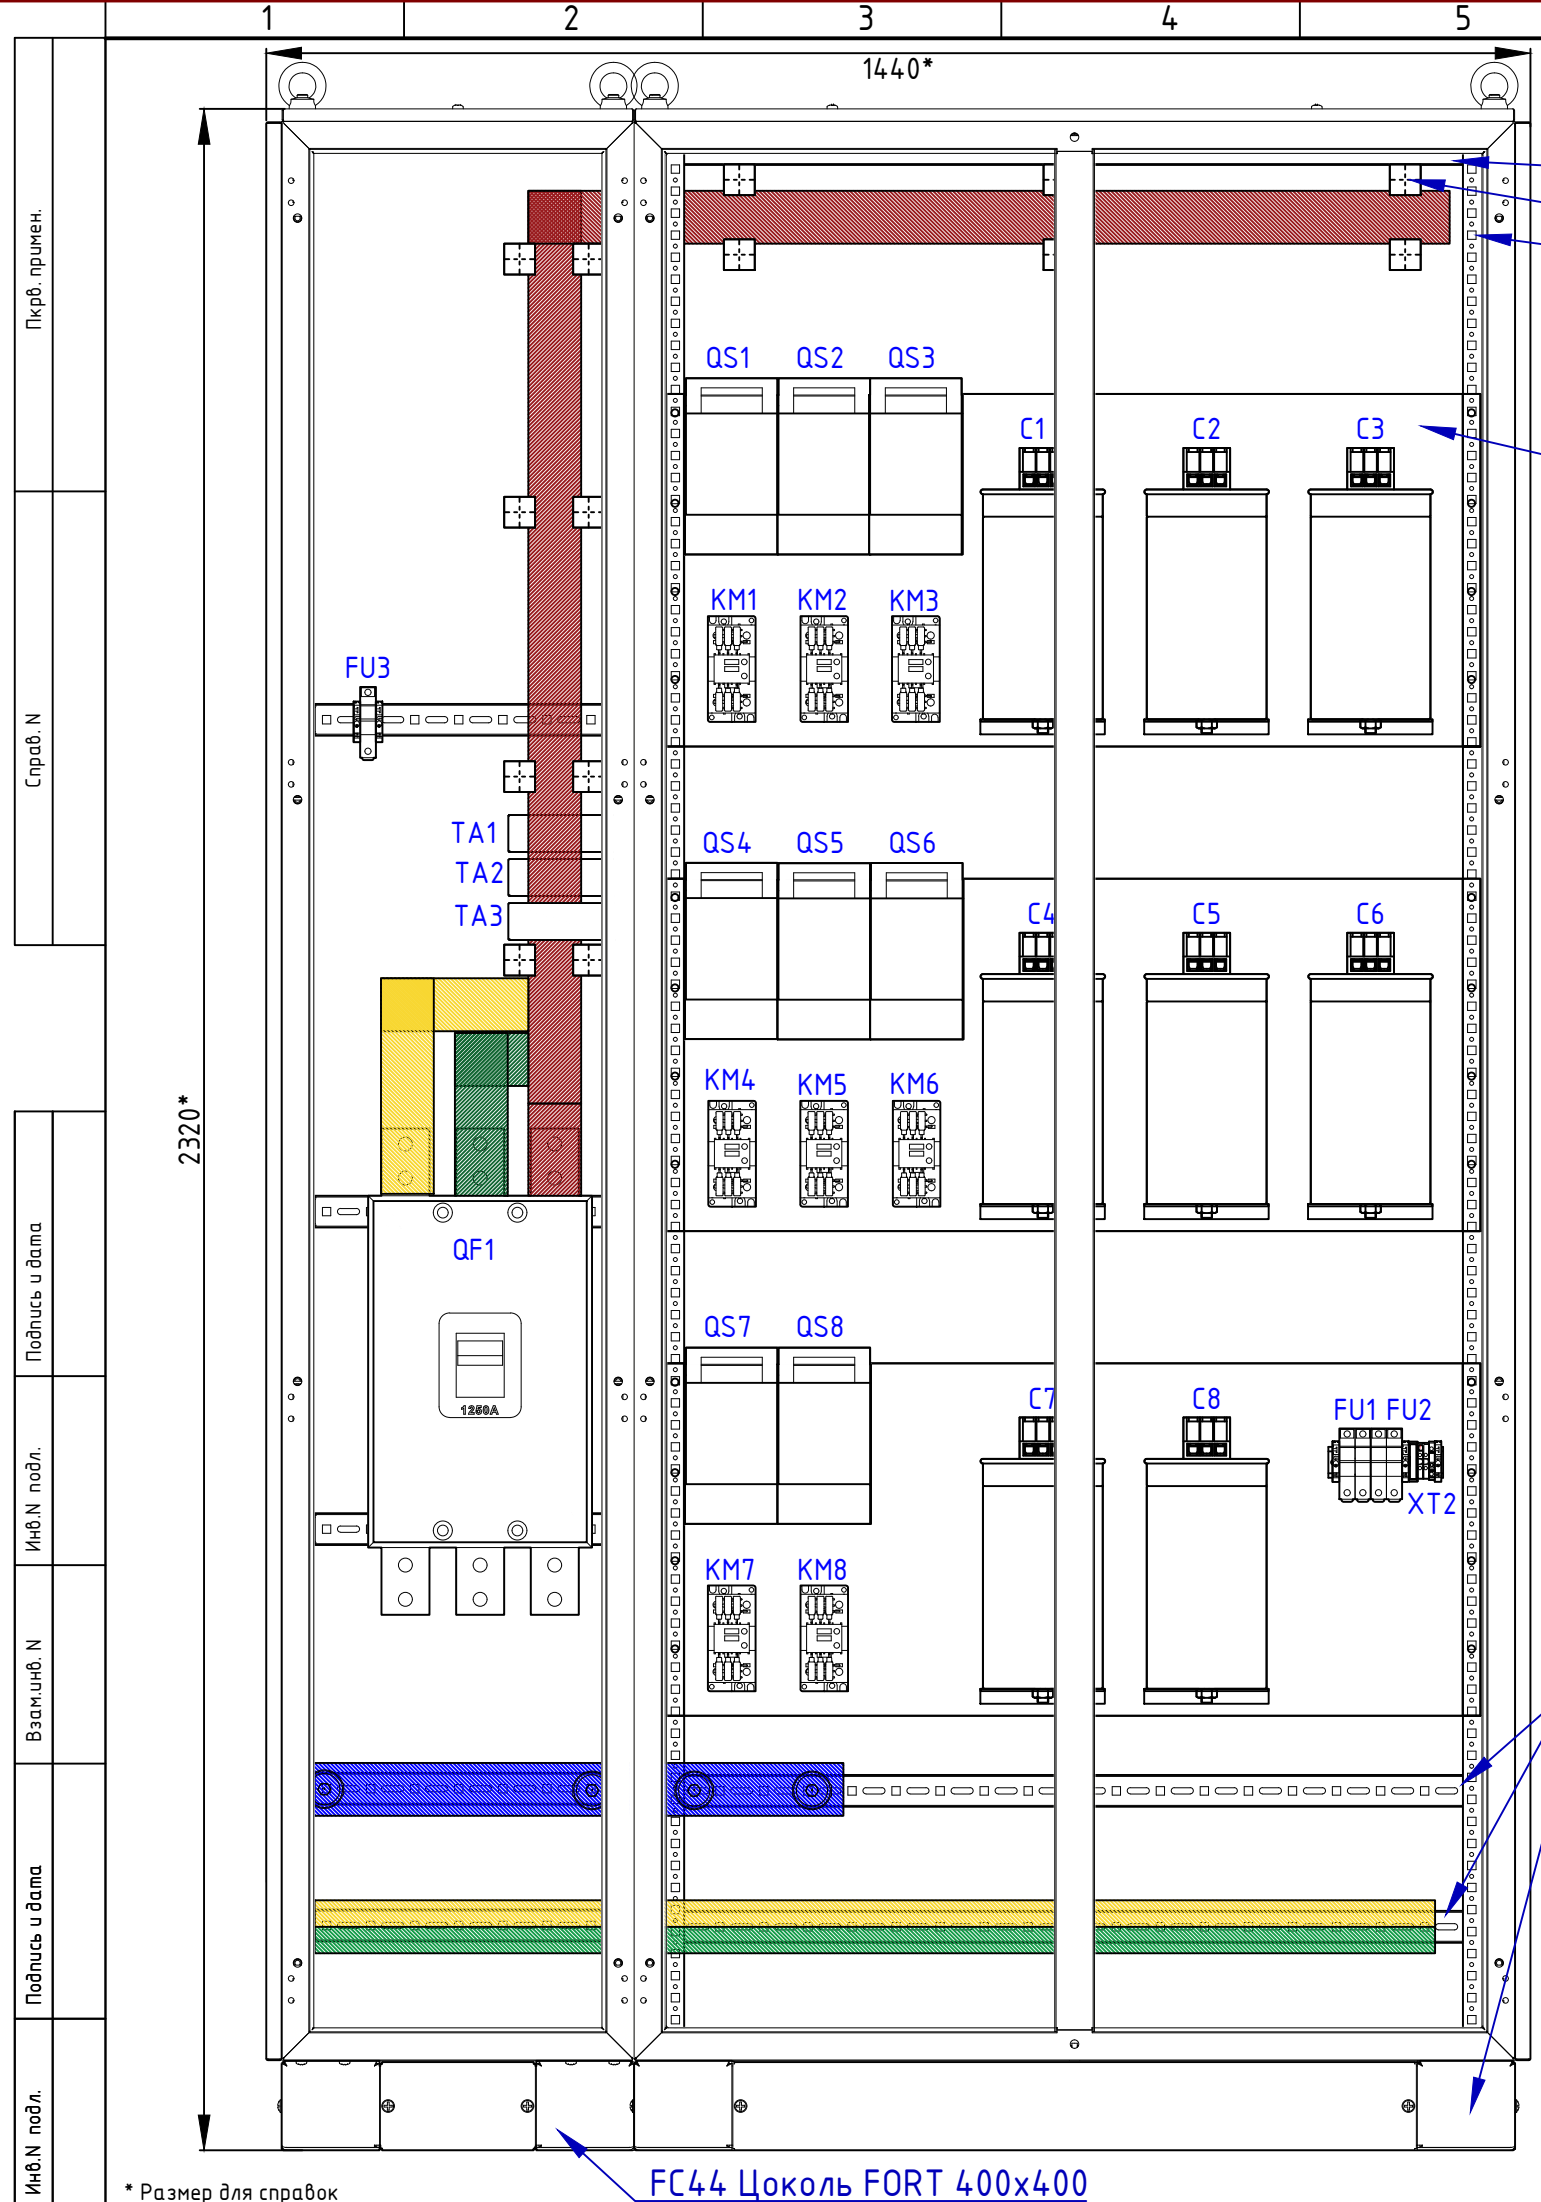 1 2 3 4 5
1440*
QS1 QS2 QS3
C1 C2 C3
KM1 KM2 KM3
FU3
TA1
TA2
TA3
QS4 QS5 QS6
C4 C5 C6
KM4 KM5 KM6
2320*
QF1
1250A
QS7 QS8
C7 C8
FU1 FU2
XT2
KM7 KM8
FC44 Цоколь FORT 400x400
* Размер для справок
Пкрв. примен.
Справ. N
Подпись и дата
Инв.N подл.
Взам.инв. N
Подпись и дата
Инв.N подл.